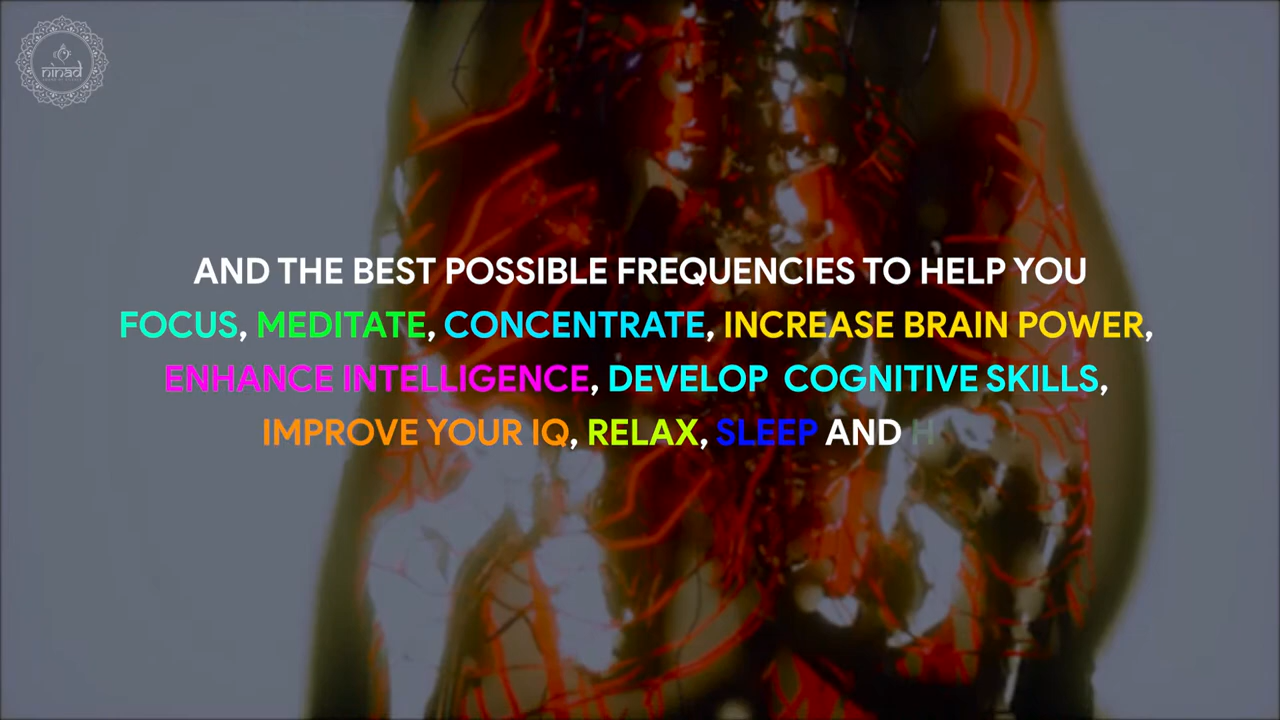 ninad
AND THE BEST POSSIBLE FREQUENCIES TO HELP YOU
FOCUS, MEDITATE, CONCENTRATE, INCREASE BRAIN POWER,
ENHANCE INTELLIGENCE, DEVELOP COGNITIVE SKILLS,
IMPROVE YOUR IQ, RELAX, SLEEP AND H